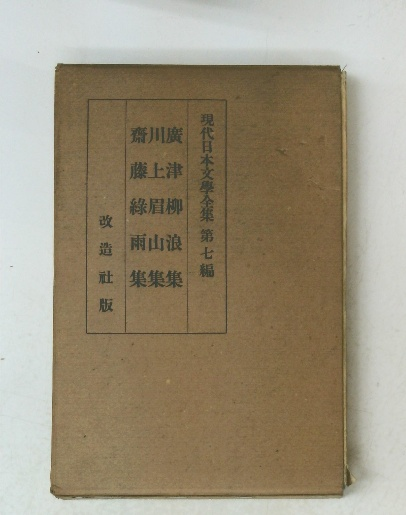 現代日本文學全集 第七編
廣津柳浪集
川上眉山集
齋藤綠雨集
改造社版